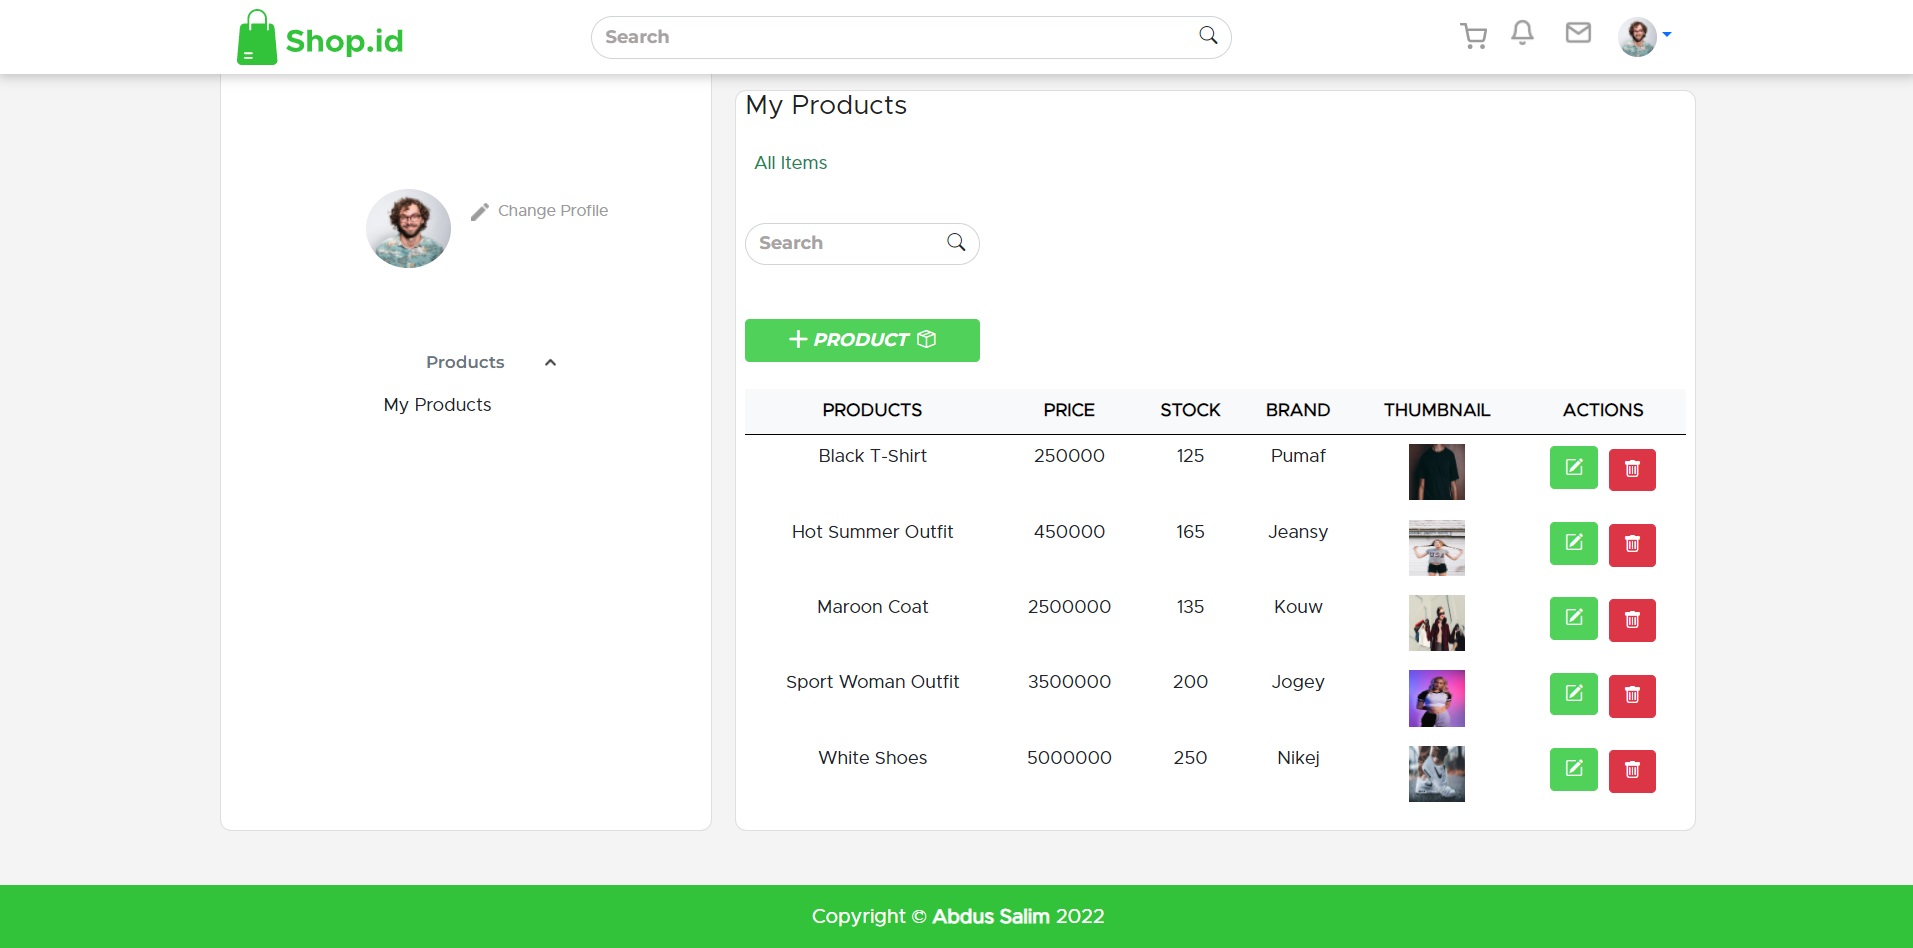 Shop.id
Search
Change Profile
Products
My Products
My Products
All Items
Search
PRODUCT
PRODUCTS PRICE STOCK BRAND THUMBNAIL ACTIONS
Black T-Shirt 250000 125 Pumaf
Hot Summer Outfit 450000 165 Jeansy
Maroon Coat 2500000 135 Kouw
Sport Woman Outfit 3500000 200 Jogey
White Shoes 5000000 250 Nikej
Copyright © Abdus Salim 2022